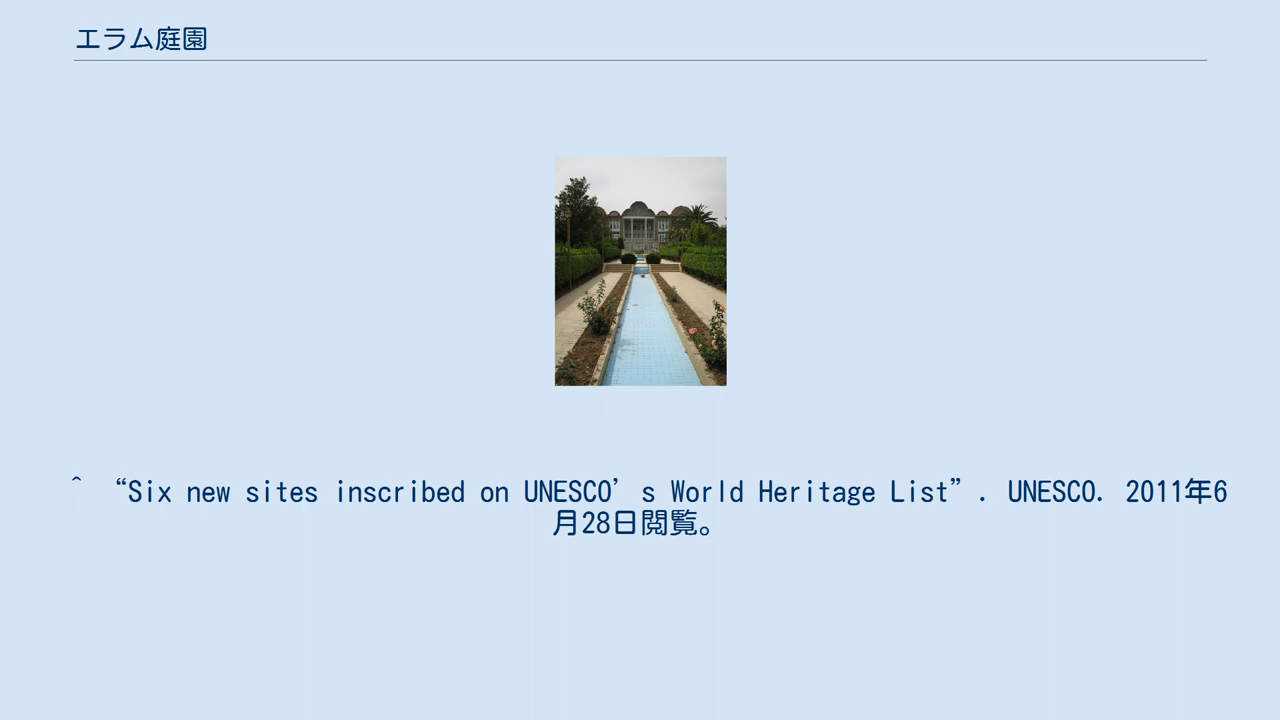 エラム庭園
^ “Six new sites inscribed on UNESCO’s World Heritage List”. UNESCO. 2011年6
月28日閲覧。